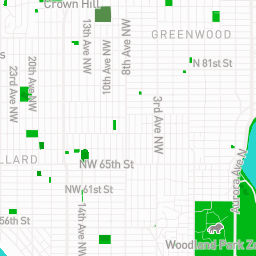 Crown Hill
GREENWOOD
13th Ave NW
10th Ave NW
8th Ave NW
20th Ave NW
23rd Ave NW
N 81st St
3rd Ave NW
LLARD
NW 65th St
NW 61st St
14th Ave NW
56th St
Aurora Ave N
Woodland Park Zo